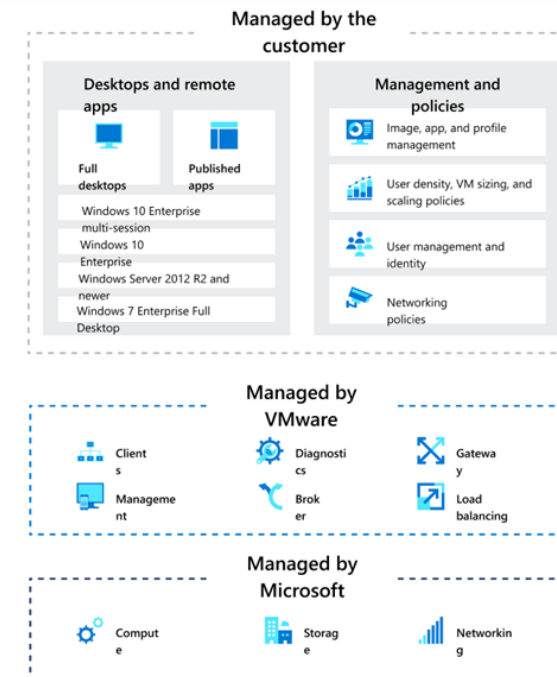 Managed by the
customer
Desktops and remote
apps
Full
desktops
Published
apps
Windows 10 Enterprise
multi-session
Windows 10
Enterprise
Windows Server 2012 R2 and
newer
Windows 7 Enterprise Full
Desktop
Management and
policies
Image, app, and profile
management
User density, VM sizing, and
scaling policies
User management and
identity
Networking
policies
Managed by
VMware
Client
s
Diagnosti
cs
Gatewa
y
Manageme
nt
Brok
er
Load
balancing
Managed by
Microsoft
Comput
e
Storag
e
Networkin
g